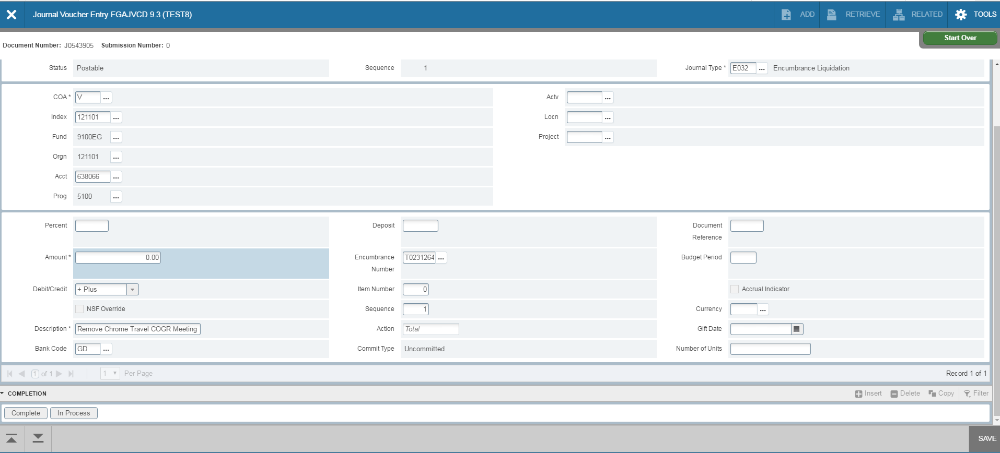 Journal Voucher Entry FGAJVCD 9.3 (TEST8)
ADD RETRIEVE RELATED TOOLS
Document Number: J0543905 Submission Number: 0
Start Over
Status Postable Sequence 1 Journal Type * E032 ... Encumbrance Liquidation
COA * V ... Actv ...
Index 121101 ... Locn ...
Fund 9100EG ... Project ...
Orgn 121101 ...
Acct 638066 ...
Prog 5100 ...
Percent Deposit Document Reference
Amount * 0.00 Encumbrance Number T0231264 ... Budget Period
Debit/Credit + Plus Item Number 0 Accrual Indicator
NSF Override Sequence 1 Currency ...
Description * Remove Chrome Travel COGR Meeting Action Total Gift Date
Bank Code GD ... Commit Type Uncommitted Number of Units
1 of 1 1 Per Page Record 1 of 1
COMPLETION Insert Delete Copy Filter
Complete In Process
SAVE